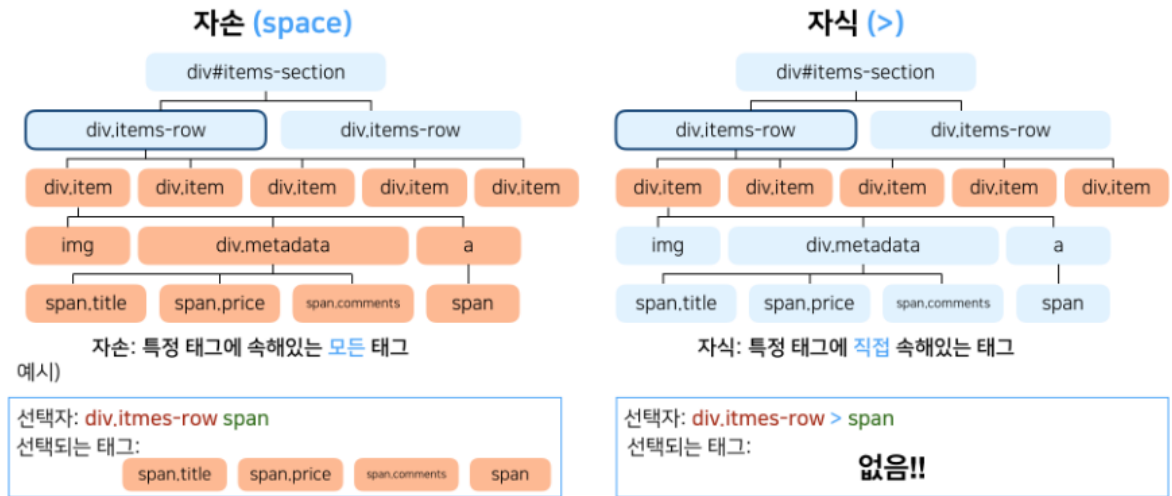 자손 (space)
div#items-section
div.items-row
div.items-row
div.item
div.item
div.item
div.item
div.item
img
div.metadata
a
span.title
span.price
span.comments
span
자손: 특정 태그에 속해있는 모든 태그
예시)
선택자: div.itmes-row span
선택되는 태그:
span.title
span.price
span.comments
span
자식 (>)
div#items-section
div.items-row
div.items-row
div.item
div.item
div.item
div.item
div.item
img
div.metadata
a
span.title
span.price
span.comments
span
자식: 특정 태그에 직접 속해있는 태그
선택자: div.itmes-row > span
선택되는 태그:
없음!!